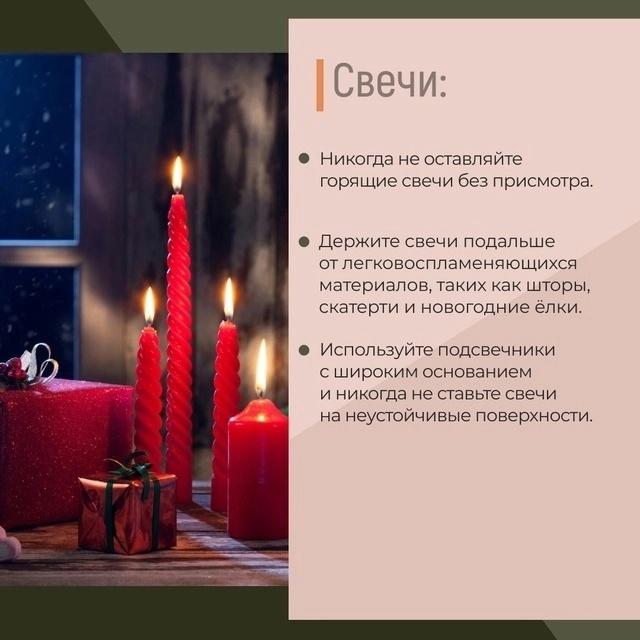 Свечи:
Никогда не оставляйте
горящие свечи без присмотра.
Держите свечи подальше
от легковоспламеняющихся
материалов, таких как шторы,
скатерти и новогодние ёлки.
Используйте подсвечники
с широким основанием
и никогда не ставьте свечи
на неустойчивые поверхности.